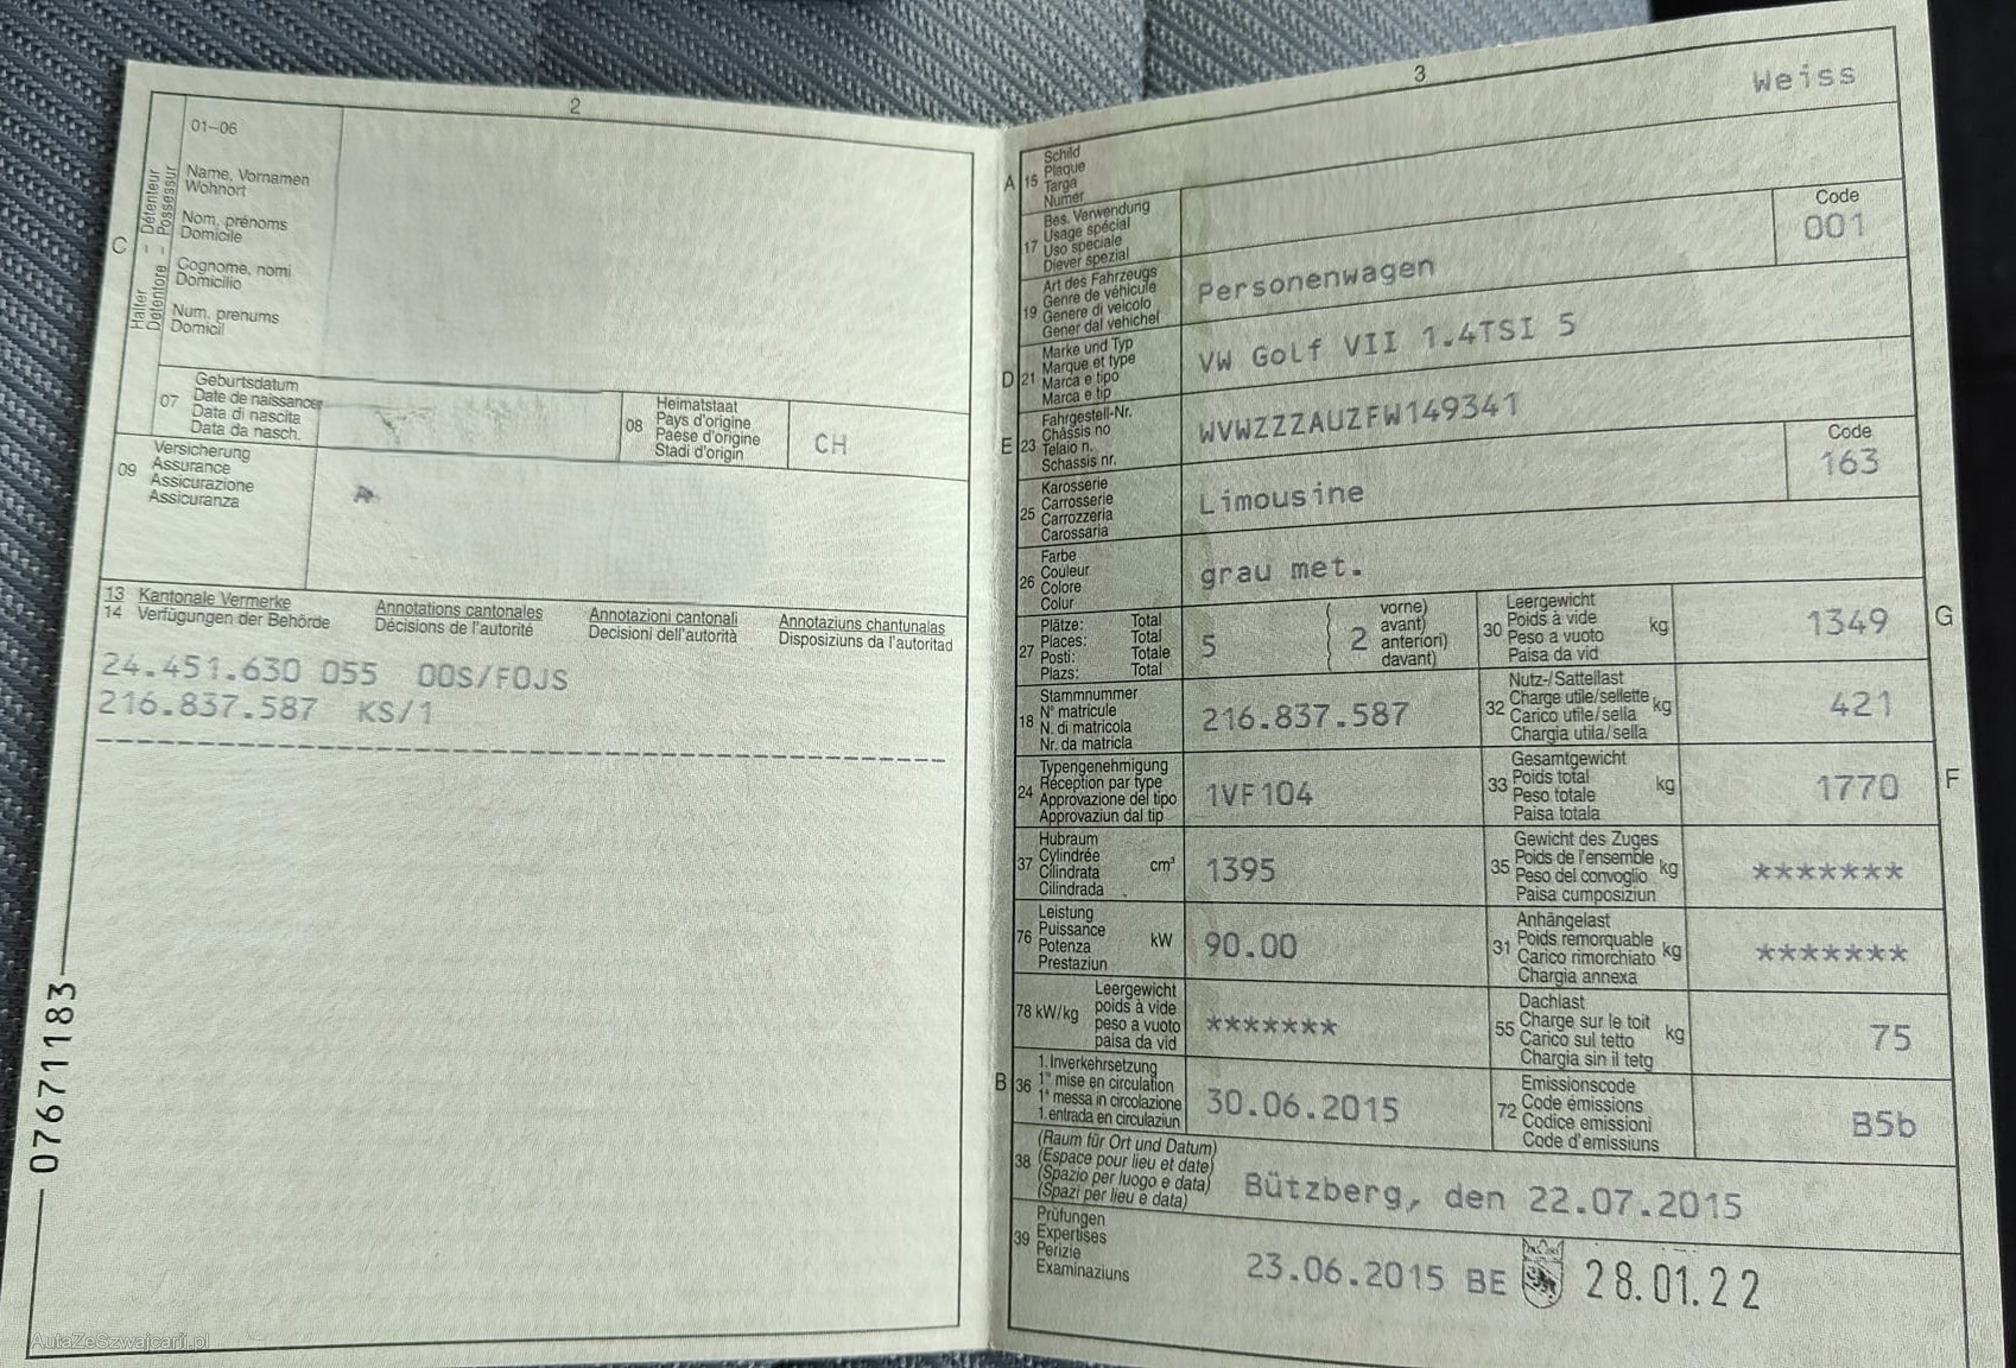 2
01–06
C
Halter – Détenteur
Detentore – Possessur
Name, Vornamen
Wohnort
Nom, prénoms
Domicile
Cognome, nomi
Domicilio
Num, prenums
Domicil
07
Geburtsdatum
Date de naissance
Data di nascita
Data da nasch.
08
Heimatstaat
Pays d'origine
Paese d'origine
Stadi d'origin
CH
09
Versicherung
Assurance
Assicurazione
Assicuranza
13 Kantonale Vermerke Annotations cantonales Annotazioni cantonali Annotaziuns chantunalas
14 Verfügungen der Behörde Décisions de l'autorité Decisioni dell'autorità Disposiziuns da l'autoritad
24.451.630 055 00S/F0JS
216.837.587 KS/1
07671183
AutaZeSzwajcarii.pl
3
Weiss
A 15
Schild
Plaque
Targa
Numer
17
Bes. Verwendung
Usage spécial
Uso speciale
Diever spezial
Code
001
19
Art des Fahrzeugs
Genre de véhicule
Genere di veicolo
Gener dal vehichel
Personenwagen
D 21
Marke und Typ
Marque et type
Marca e tipo
Marca e tip
VW Golf VII 1.4TSI 5
E 23
Fahrgestell-Nr.
Châssis no
Telaio n.
Schassis nr.
WVWZZZAUZFW149341
Code
163
25
Karosserie
Carrosserie
Carrozzeria
Carossaria
Limousine
26
Farbe
Couleur
Colore
Colur
grau met.
27
Plätze: Total
Places: Total
Posti: Totale
Plazs: Total
5
2
vorne)
avant)
anteriori)
davant)
30
Leergewicht
Poids à vide
Peso a vuoto
Paisa da vid
kg
1349
G
18
Stammnummer
N° matricule
N. di matricola
Nr. da matricla
216.837.587
32
Nutz-/Sattellast
Charge utile/sellette
Carico utile/sella
Chargia utila/sella
kg
421
24
Typengenehmigung
Réception par type
Approvazione del tipo
Approvaziun dal tip
1VF104
33
Gesamtgewicht
Poids total
Peso totale
Paisa totala
kg
1770
F
37
Hubraum
Cylindrée
Cilindrata
Cilindrada
cm³
1395
35
Gewicht des Zuges
Poids de l'ensemble
Peso del convoglio
Paisa cumposiziun
kg
*******
76
Leistung
Puissance
Potenza
Prestaziun
kW
90.00
31
Anhängelast
Poids remorquable
Carico rimorchiato
Chargia annexa
kg
*******
78 kW/kg
Leergewicht
poids à vide
peso a vuoto
paisa da vid
*******
55
Dachlast
Charge sur le toit
Carico sul tetto
Chargia sin il tetg
kg
75
B 36
1. Inverkehrsetzung
1re mise en circulation
1a messa in circolazione
1. entrada en circulaziun
30.06.2015
72
Emissionscode
Code émissions
Codice emissioni
Code d'emissiuns
B5b
38
(Raum für Ort und Datum)
(Espace pour lieu et date)
(Spazio per luogo e data)
(Spazi per lieu e data)
Bützberg, den 22.07.2015
39
Prüfungen
Expertises
Perizie
Examinaziuns
23.06.2015 BE 28.01.22